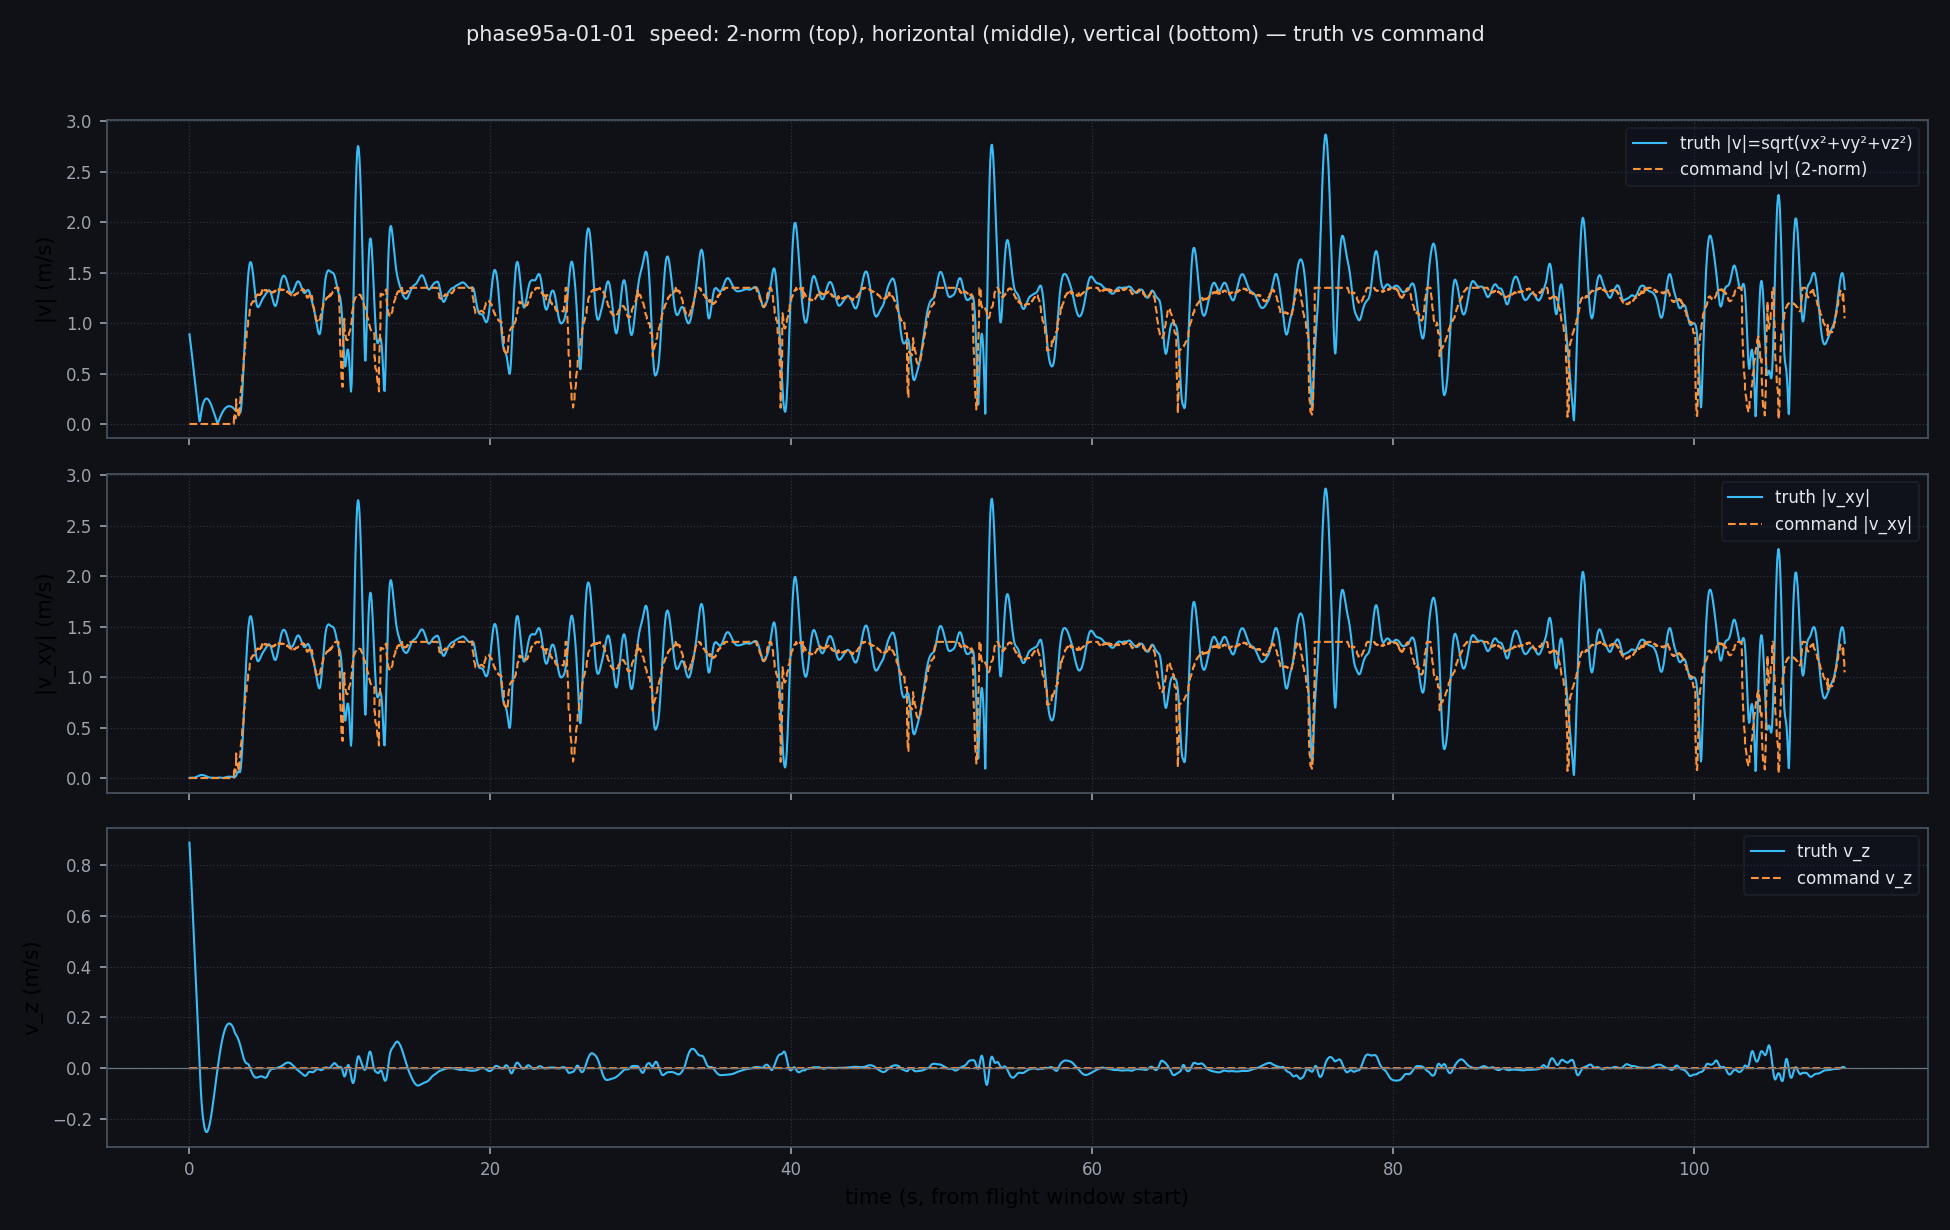 phase95a-01-01  speed: 2-norm (top), horizontal (middle), vertical (bottom) — truth vs command
3.0
2.5
2.0
1.5
1.0
0.5
0.0
|v| (m/s)
truth |v|=sqrt(vx²+vy²+vz²)
command |v| (2-norm)
3.0
2.5
2.0
1.5
1.0
0.5
0.0
|v_xy| (m/s)
truth |v_xy|
command |v_xy|
0.8
0.6
0.4
0.2
0.0
−0.2
v_z (m/s)
truth v_z
command v_z
0 20 40 60 80 100
time (s, from flight window start)